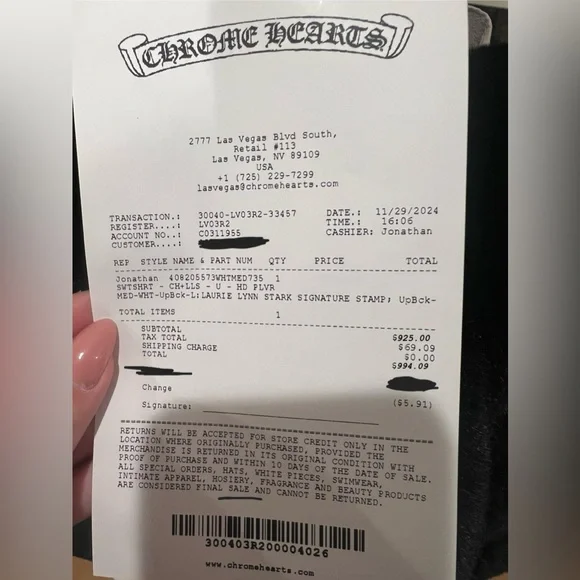 CHROME HEARTS
2777 Las Vegas Blvd South,
Retail #113
Las Vegas, NV 89109
USA
+1 (725) 229-7299
lasvegas@chromehearts.com
TRANSACTION.: 30040-LV03R2-33457 DATE.: 11/29/2024
REGISTER....: LV03R2 TIME.: 16:06
ACCOUNT NO..: C0311955 CASHIER: Jonathan
CUSTOMER....:
REP STYLE NAME & PART NUM QTY PRICE TOTAL
Jonathan 408205573WHTMED735 1
SWTSHRT - CH+LLS - U - HD PLVR
MED-WHT-UpBck-L:LAURIE LYNN STARK SIGNATURE STAMP; UpBck-
TOTAL ITEMS 1
SUBTOTAL $925.00
TAX TOTAL $69.09
SHIPPING CHARGE $0.00
TOTAL $994.09
Change ($5.91)
Signature:
RETURNS WILL BE ACCEPTED FOR STORE CREDIT ONLY IN THE
LOCATION WHERE ORIGINALLY PURCHASED, PROVIDED THE
MERCHANDISE IS RETURNED IN ITS ORIGINAL CONDITION WITH
PROOF OF PURCHASE AND WITHIN 10 DAYS OF THE DATE OF SALE.
ALL SPECIAL ORDERS, HATS, WHITE PIECES, SWIMWEAR,
INTIMATE APPAREL, HOSIERY, FRAGRANCE AND BEAUTY PRODUCTS
ARE CONSIDERED FINAL SALE AND CANNOT BE RETURNED.
300403R200004026
www.chromehearts.com